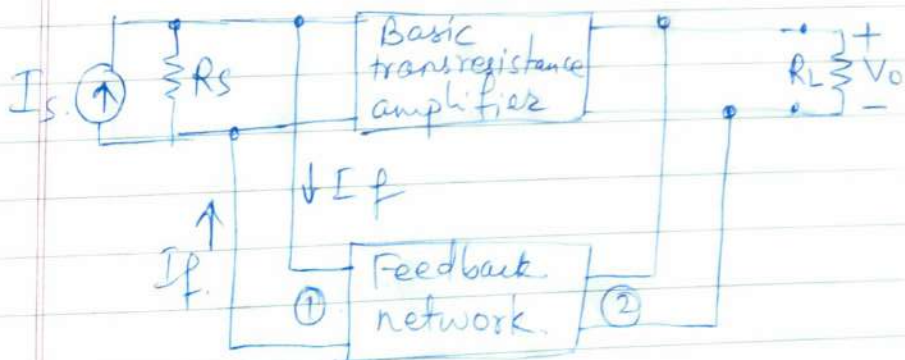 Basic
transresistance
amplifier
Is.
Rs
RL
+
Vo
-
↓ If
↑
If.
Feedback
network.
①
②